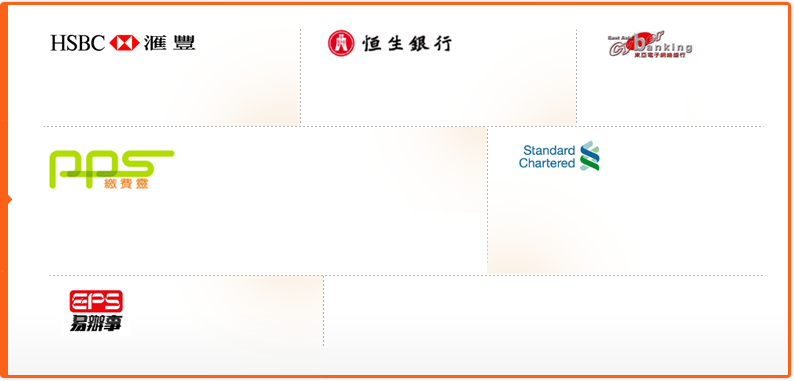 HSBC 滙豐
恒生銀行
East Asia Cyberbanking
東亞電子網絡銀行
pps
繳費靈
Standard
Chartered
EPS
易辦事